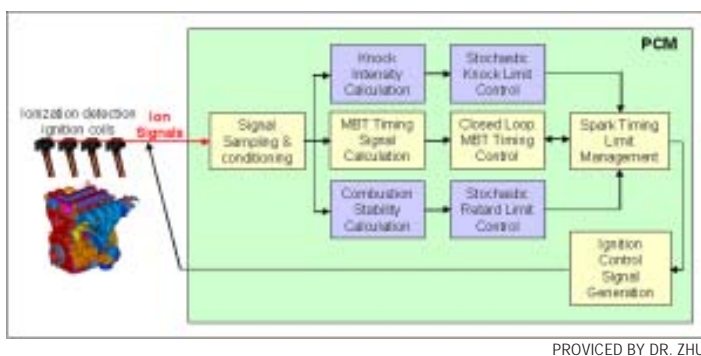 PCM
Ionization detection
ignition coils
Ion
Signals
Signal
Sampling &
conditioning
Knock
Intensity
Calculation
Stochastic
Knock Limit
Control
MBT Timing
Signal
Calculation
Closed Loop
MBT Timing
Control
Spark Timing
Limit
Management
Combustion
Stability
Calculation
Stochastic
Retard Limit
Control
Ignition
Control
Signal
Generation
PROVICED BY DR. ZHU